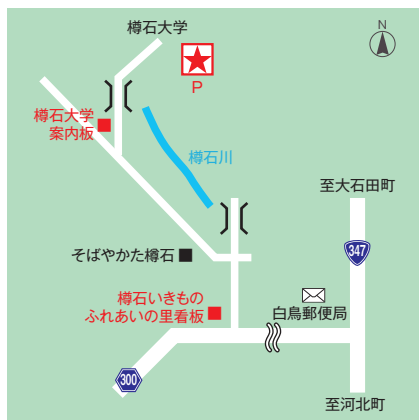 樽石大学
N
P
樽石大学
案内板
樽石川
至大石田町
347
そばやかた樽石
樽石いきもの
ふれあいの里看板
白鳥郵便局
300
至河北町